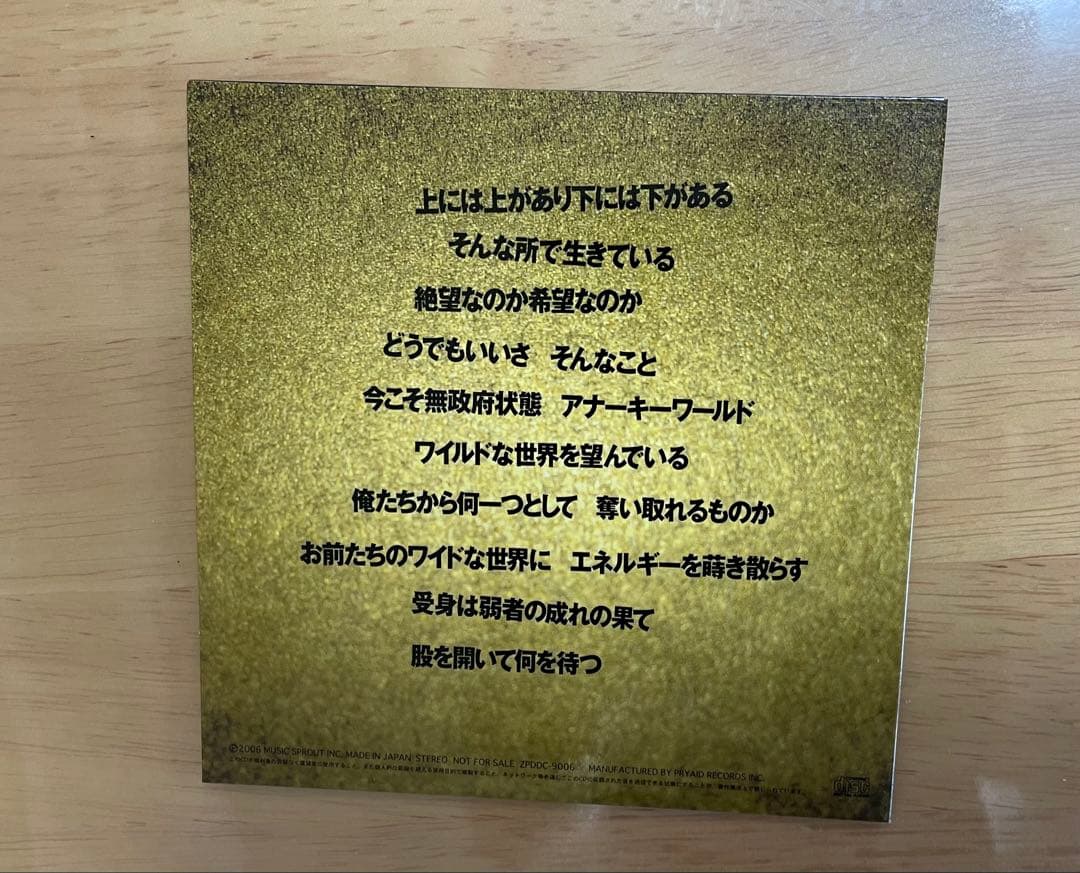 上には上があり下には下がある
そんな所で生きている
絶望なのか希望なのか
どうでもいいさ そんなこと
今こそ無政府状態 アナーキーワールド
ワイルドな世界を望んでいる
俺たちから何一つとして 奪い取れるものか
お前たちのワイドな世界に エネルギーを蒔き散らす
受身は弱者の成れの果て
股を開いて何を待つ
Ⓟ2006 MUSIC SPROUT INC. MADE IN JAPAN STEREO NOT FOR SALE ZPDDC-9006 MANUFACTURED BY PRYAID RECORDS INC.
disc